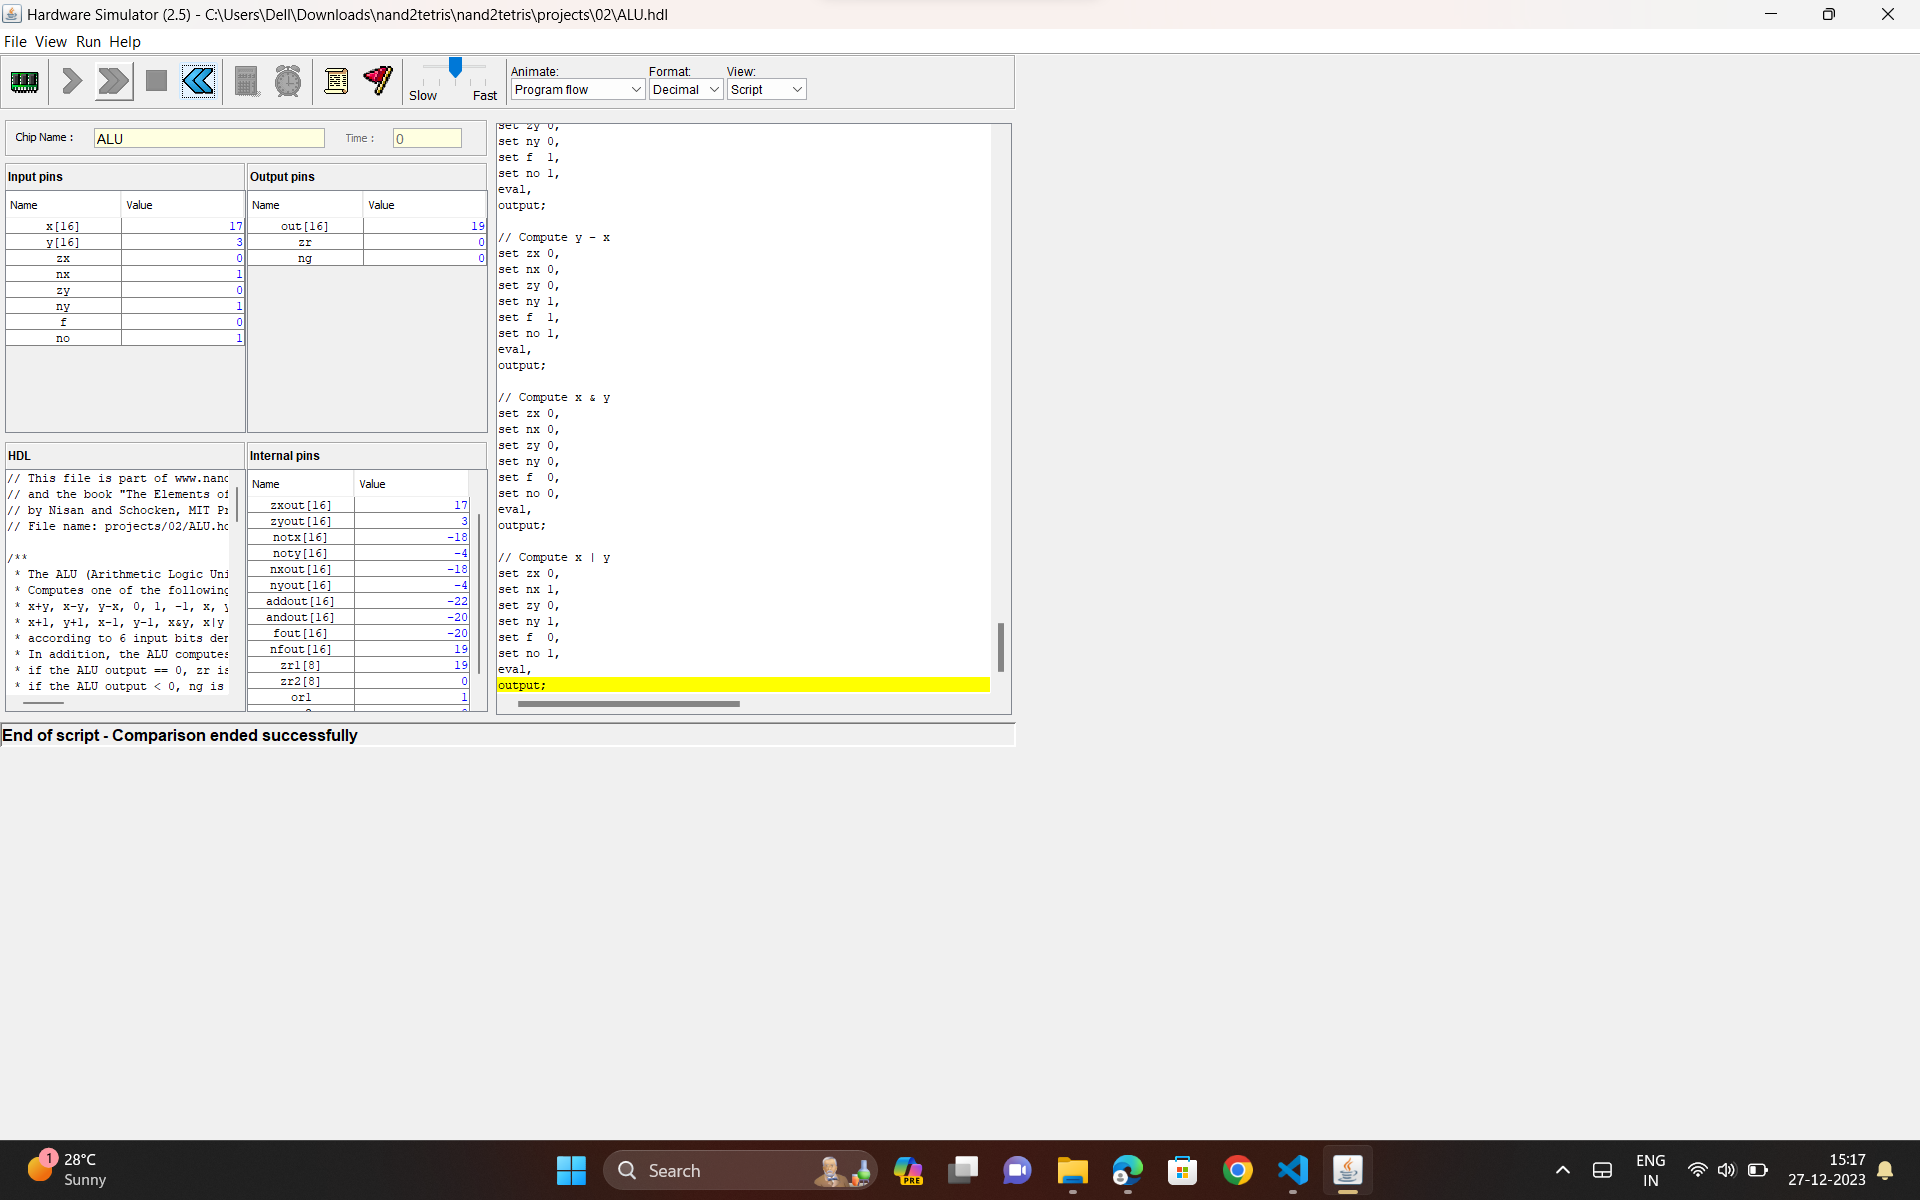 Hardware Simulator (2.5) - C:\Users\Dell\Downloads\nand2tetris\nand2tetris\projects\02\ALU.hdl
File View Run Help
Slow Fast
Animate: Format: View:
Program flow Decimal Script
Chip Name : ALU Time : 0
Input pins
Name Value
x[16] 17
y[16] 3
zx 0
nx 1
zy 0
ny 1
f 0
no 1
Output pins
Name Value
out[16] 19
zr 0
ng 0
HDL
// This file is part of www.nand
// and the book "The Elements of
// by Nisan and Schocken, MIT Pr
// File name: projects/02/ALU.hd
/**
* The ALU (Arithmetic Logic Uni
* Computes one of the following
* x+y, x-y, y-x, 0, 1, -1, x, y
* x+1, y+1, x-1, y-1, x&y, x|y
* according to 6 input bits den
* In addition, the ALU computes
* if the ALU output == 0, zr is
* if the ALU output < 0, ng is
Internal pins
Name Value
zxout[16] 17
zyout[16] 3
notx[16] -18
noty[16] -4
nxout[16] -18
nyout[16] -4
addout[16] -22
andout[16] -20
fout[16] -20
nfout[16] 19
zr1[8] 19
zr2[8] 0
or1 1
set zy 0,
set ny 0,
set f 1,
set no 1,
eval,
output;
// Compute y - x
set zx 0,
set nx 0,
set zy 0,
set ny 1,
set f 1,
set no 1,
eval,
output;
// Compute x & y
set zx 0,
set nx 0,
set zy 0,
set ny 0,
set f 0,
set no 0,
eval,
output;
// Compute x | y
set zx 0,
set nx 1,
set zy 0,
set ny 1,
set f 0,
set no 1,
eval,
output;
End of script - Comparison ended successfully
1
28°C
Sunny
Search
PRE
ENG
IN
15:17
27-12-2023